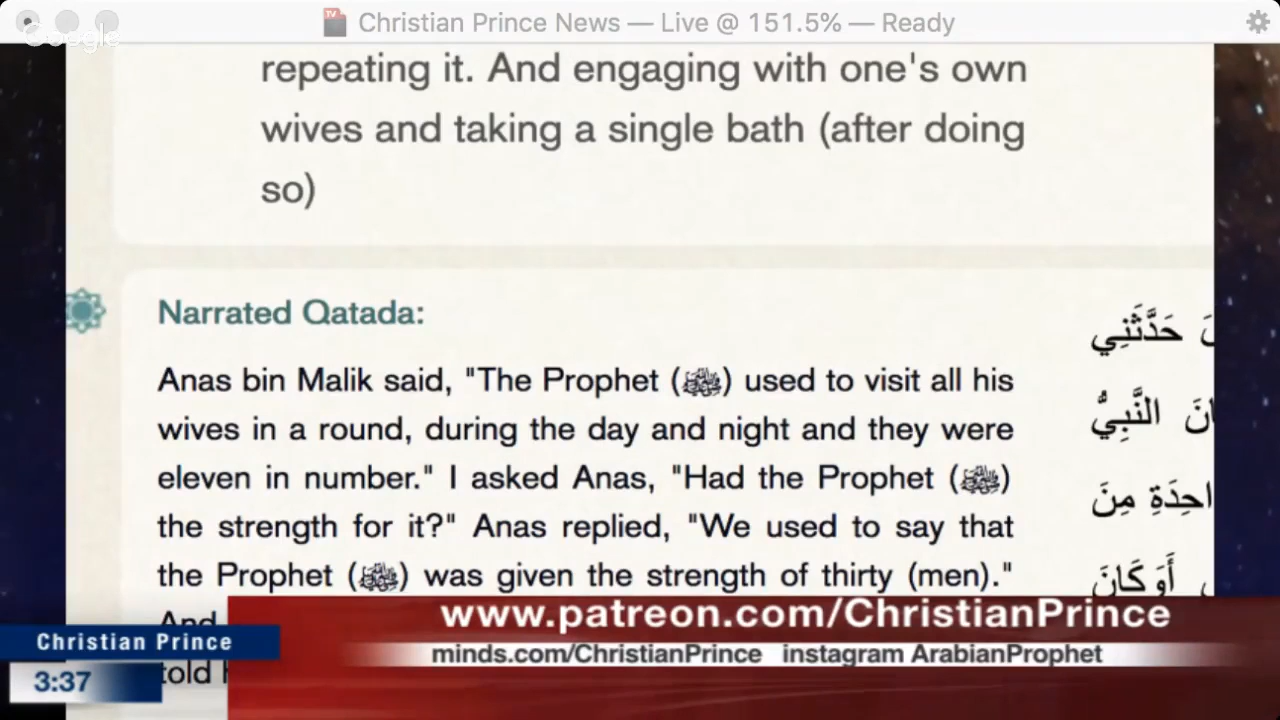 Christian Prince News — Live @ 151.5% — Ready
Google
repeating it. And engaging with one's own
wives and taking a single bath (after doing
so)
Narrated Qatada:
Anas bin Malik said, "The Prophet (ﷺ) used to visit all his
wives in a round, during the day and night and they were
eleven in number." I asked Anas, "Had the Prophet (ﷺ)
the strength for it?" Anas replied, "We used to say that
the Prophet (ﷺ) was given the strength of thirty (men)."
And
told
حَدَّثَنِي
النَّبِيُّ
مِنَ
أَوْ كَانَ
www.patreon.com/ChristianPrince
Christian Prince
minds.com/ChristianPrince instagram ArabianProphet
3:37